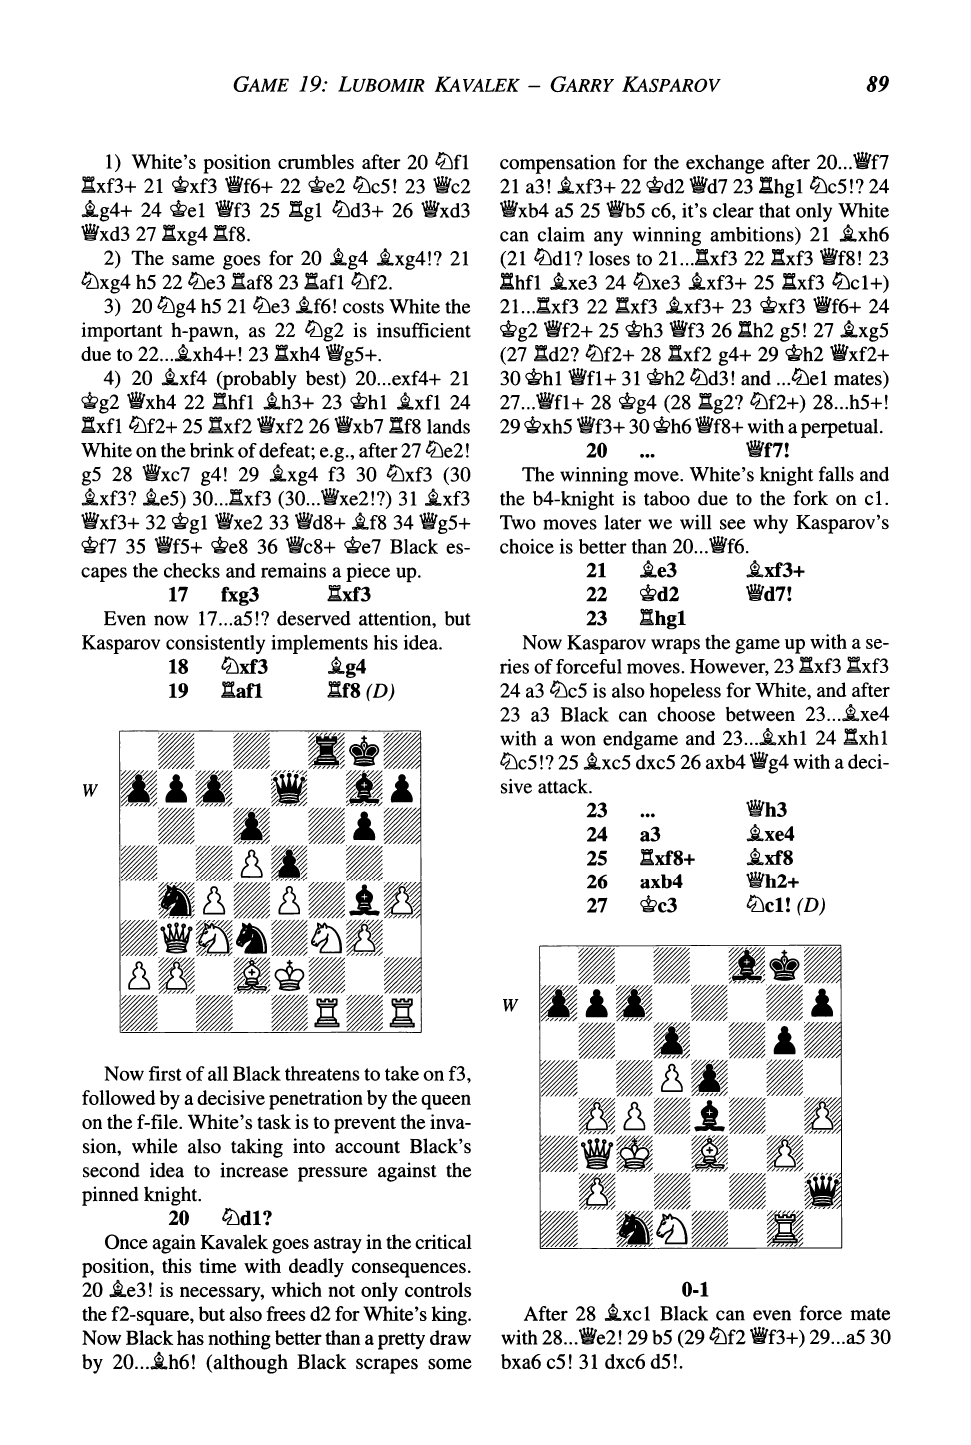 GAME 19: LUBOMIR KAVALEK – GARRY KASPAROV 89
1) White's position crumbles after 20 ♘f1
♖xf3+ 21 ♔xf3 ♕f6+ 22 ♔e2 ♘c5! 23 ♕c2
♗g4+ 24 ♔e1 ♕f3 25 ♖g1 ♘d3+ 26 ♕xd3
♕xd3 27 ♖xg4 ♖f8.
2) The same goes for 20 ♗g4 ♗xg4!? 21
♘xg4 h5 22 ♘e3 ♖af8 23 ♖af1 ♘f2.
3) 20 ♘g4 h5 21 ♘e3 ♗f6! costs White the
important h-pawn, as 22 ♘g2 is insufficient
due to 22...♗xh4+! 23 ♖xh4 ♕g5+.
4) 20 ♗xf4 (probably best) 20...exf4+ 21
♔g2 ♕xh4 22 ♖hf1 ♗h3+ 23 ♔h1 ♗xf1 24
♖xf1 ♘f2+ 25 ♖xf2 ♕xf2 26 ♕xb7 ♖f8 lands
White on the brink of defeat; e.g., after 27 ♘e2!
g5 28 ♕xc7 g4! 29 ♗xg4 f3 30 ♘xf3 (30
♗xf3? ♗e5) 30...♖xf3 (30...♕xe2!?) 31 ♗xf3
♕xf3+ 32 ♔g1 ♕xe2 33 ♕d8+ ♗f8 34 ♕g5+
♔f7 35 ♕f5+ ♔e8 36 ♕c8+ ♔e7 Black es-
capes the checks and remains a piece up.
17 fxg3 ♖xf3
Even now 17...a5!? deserved attention, but
Kasparov consistently implements his idea.
18 ♘xf3 ♗g4
19 ♖af1 ♖f8 (D)
W
Now first of all Black threatens to take on f3,
followed by a decisive penetration by the queen
on the f-file. White's task is to prevent the inva-
sion, while also taking into account Black's
second idea to increase pressure against the
pinned knight.
20 ♘d1?
Once again Kavalek goes astray in the critical
position, this time with deadly consequences.
20 ♗e3! is necessary, which not only controls
the f2-square, but also frees d2 for White's king.
Now Black has nothing better than a pretty draw
by 20...♗h6! (although Black scrapes some
compensation for the exchange after 20...♕f7
21 a3! ♗xf3+ 22 ♔d2 ♕d7 23 ♖hg1 ♘c5!? 24
♕xb4 a5 25 ♕b5 c6, it's clear that only White
can claim any winning ambitions) 21 ♗xh6
(21 ♘d1? loses to 21...♖xf3 22 ♖xf3 ♕f8! 23
♖hf1 ♗xe3 24 ♘xe3 ♗xf3+ 25 ♖xf3 ♘c1+)
21...♖xf3 22 ♖xf3 ♗xf3+ 23 ♔xf3 ♕f6+ 24
♔g2 ♕f2+ 25 ♔h3 ♕f3 26 ♖h2 g5! 27 ♗xg5
(27 ♖d2? ♘f2+ 28 ♖xf2 g4+ 29 ♔h2 ♕xf2+
30 ♔h1 ♕f1+ 31 ♔h2 ♘d3! and ...♘e1 mates)
27...♕f1+ 28 ♔g4 (28 ♖g2? ♘f2+) 28...h5+!
29 ♔xh5 ♕f3+ 30 ♔h6 ♕f8+ with a perpetual.
20 ... ♕f7!
The winning move. White's knight falls and
the b4-knight is taboo due to the fork on c1.
Two moves later we will see why Kasparov's
choice is better than 20...♕f6.
21 ♗e3 ♗xf3+
22 ♔d2 ♕d7!
23 ♖hg1
Now Kasparov wraps the game up with a se-
ries of forceful moves. However, 23 ♖xf3 ♖xf3
24 a3 ♘c5 is also hopeless for White, and after
23 a3 Black can choose between 23...♗xe4
with a won endgame and 23...♗xh1 24 ♖xh1
♘c5!? 25 ♗xc5 dxc5 26 axb4 ♕g4 with a deci-
sive attack.
23 ... ♕h3
24 a3 ♗xe4
25 ♖xf8+ ♗xf8
26 axb4 ♕h2+
27 ♔c3 ♘c1! (D)
W
0-1
After 28 ♗xc1 Black can even force mate
with 28...♕e2! 29 b5 (29 ♘f2 ♕f3+) 29...a5 30
bxa6 c5! 31 dxc6 d5!.